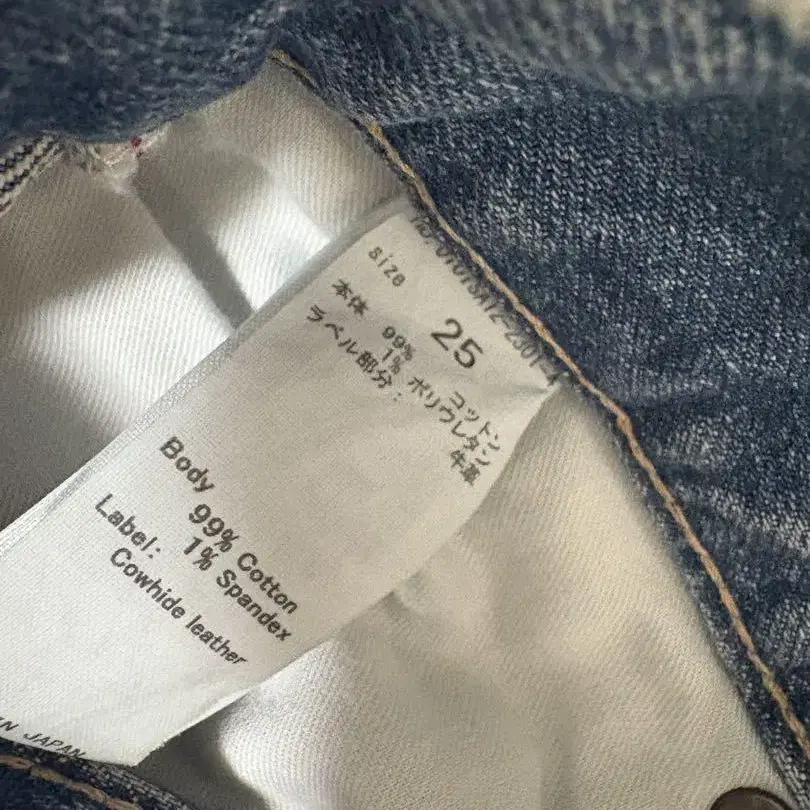 size
25
本体 99% コットン
1% ポリウレタン
ラベル部分： 牛革
Body
99% Cotton
1% Spandex
Label:
Cowhide leather
JAPAN